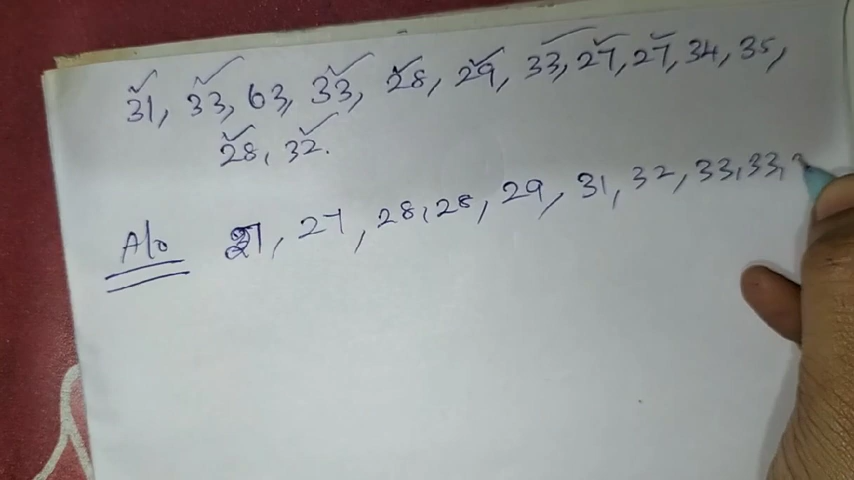 31, 33, 63, 33, 28, 29, 33, 27, 27, 34, 35,
28, 32.
A/o 27, 27, 28, 28, 29, 31, 32, 33, 33,